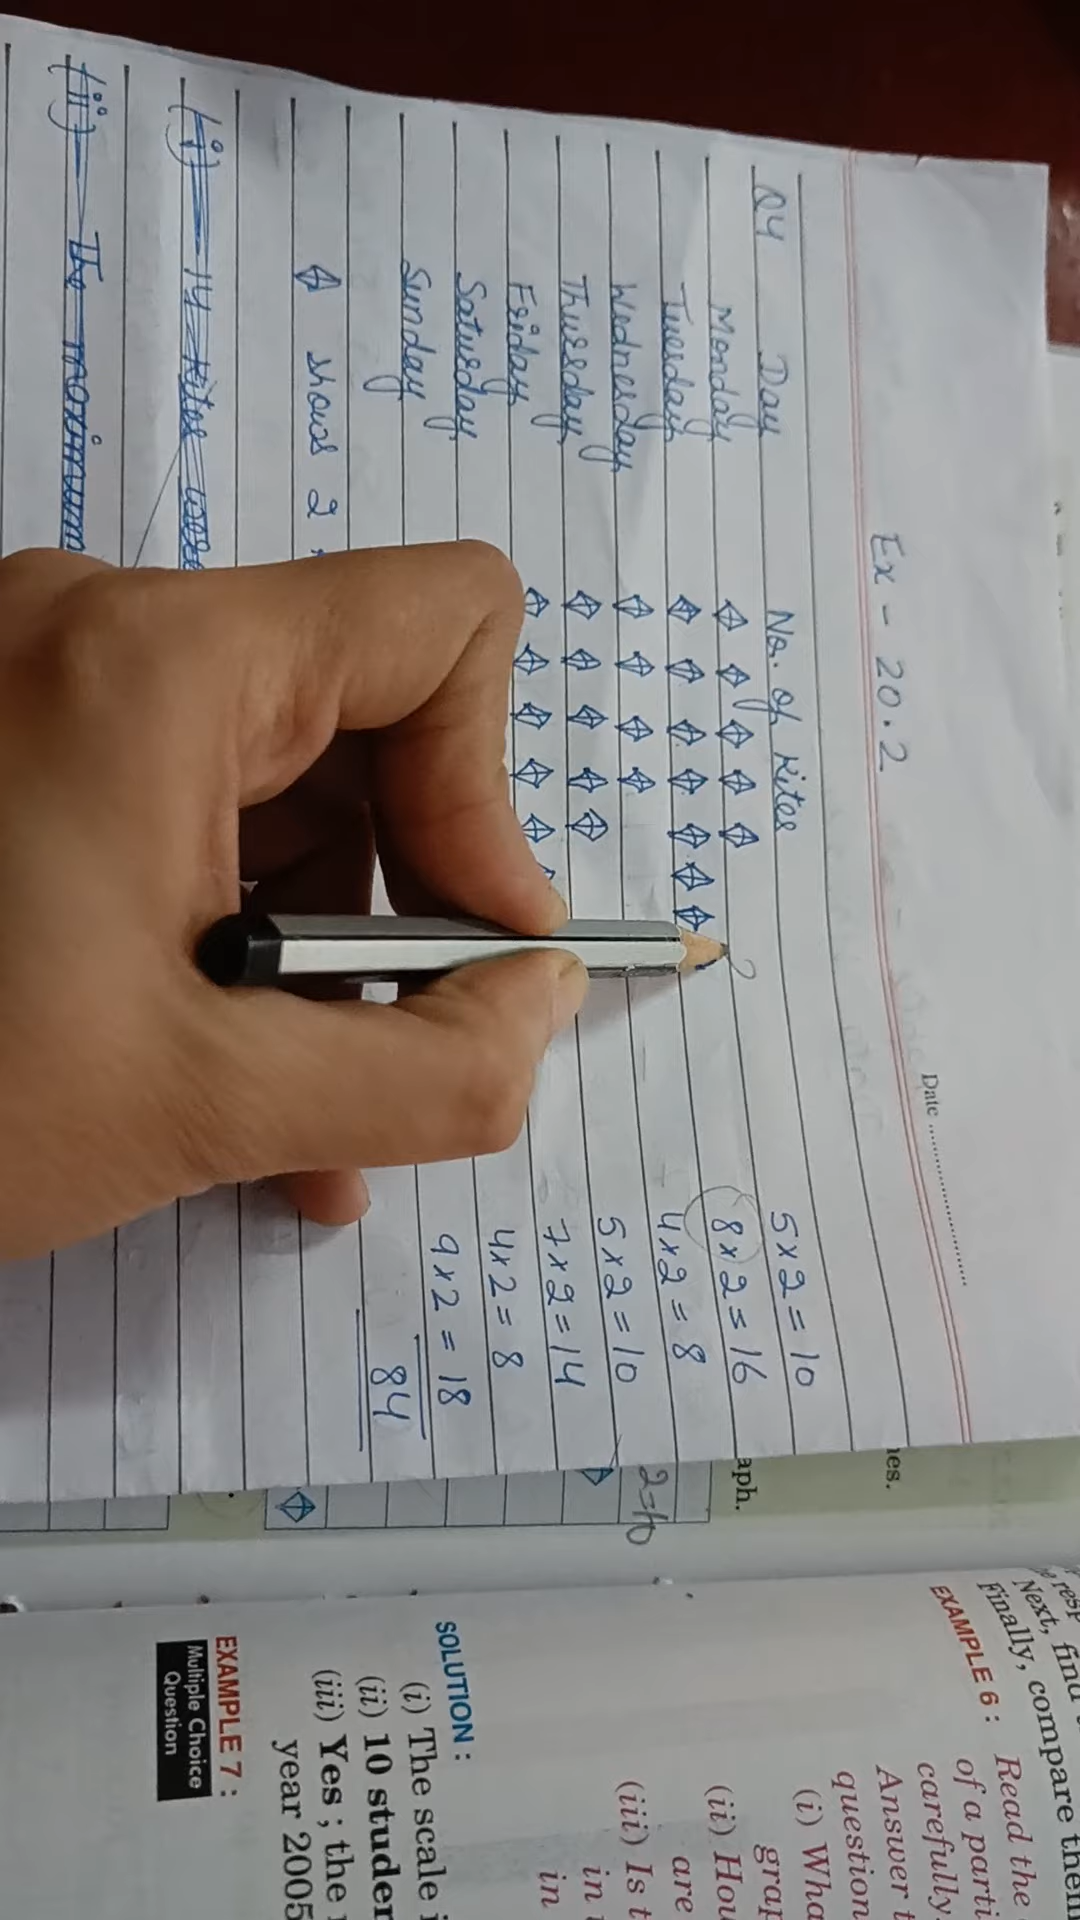 Date
Ex - 20.2
Q4 Day No. of Kites
Monday 5 x 2 = 10
Tuesday 8 x 2 = 16
Wednesday 4 x 2 = 8
Thursday 5 x 2 = 10
Friday 7 x 2 = 14
Saturday 4 x 2 = 8
Sunday 9 x 2 = 18
84
shows 2
(i) 14 Kites
(ii) The maximum
nes.
aph.
Next, find
Finally, compare them
EXAMPLE 6 : Read the
of a parti
carefully
Answer t
question
(i) Wha
grap
(ii) How
are
(iii) Is t
in
in
SOLUTION :
(i) The scale i
(ii) 10 studen
(iii) Yes ; the
year 2005
EXAMPLE 7 :
Multiple Choice
Question